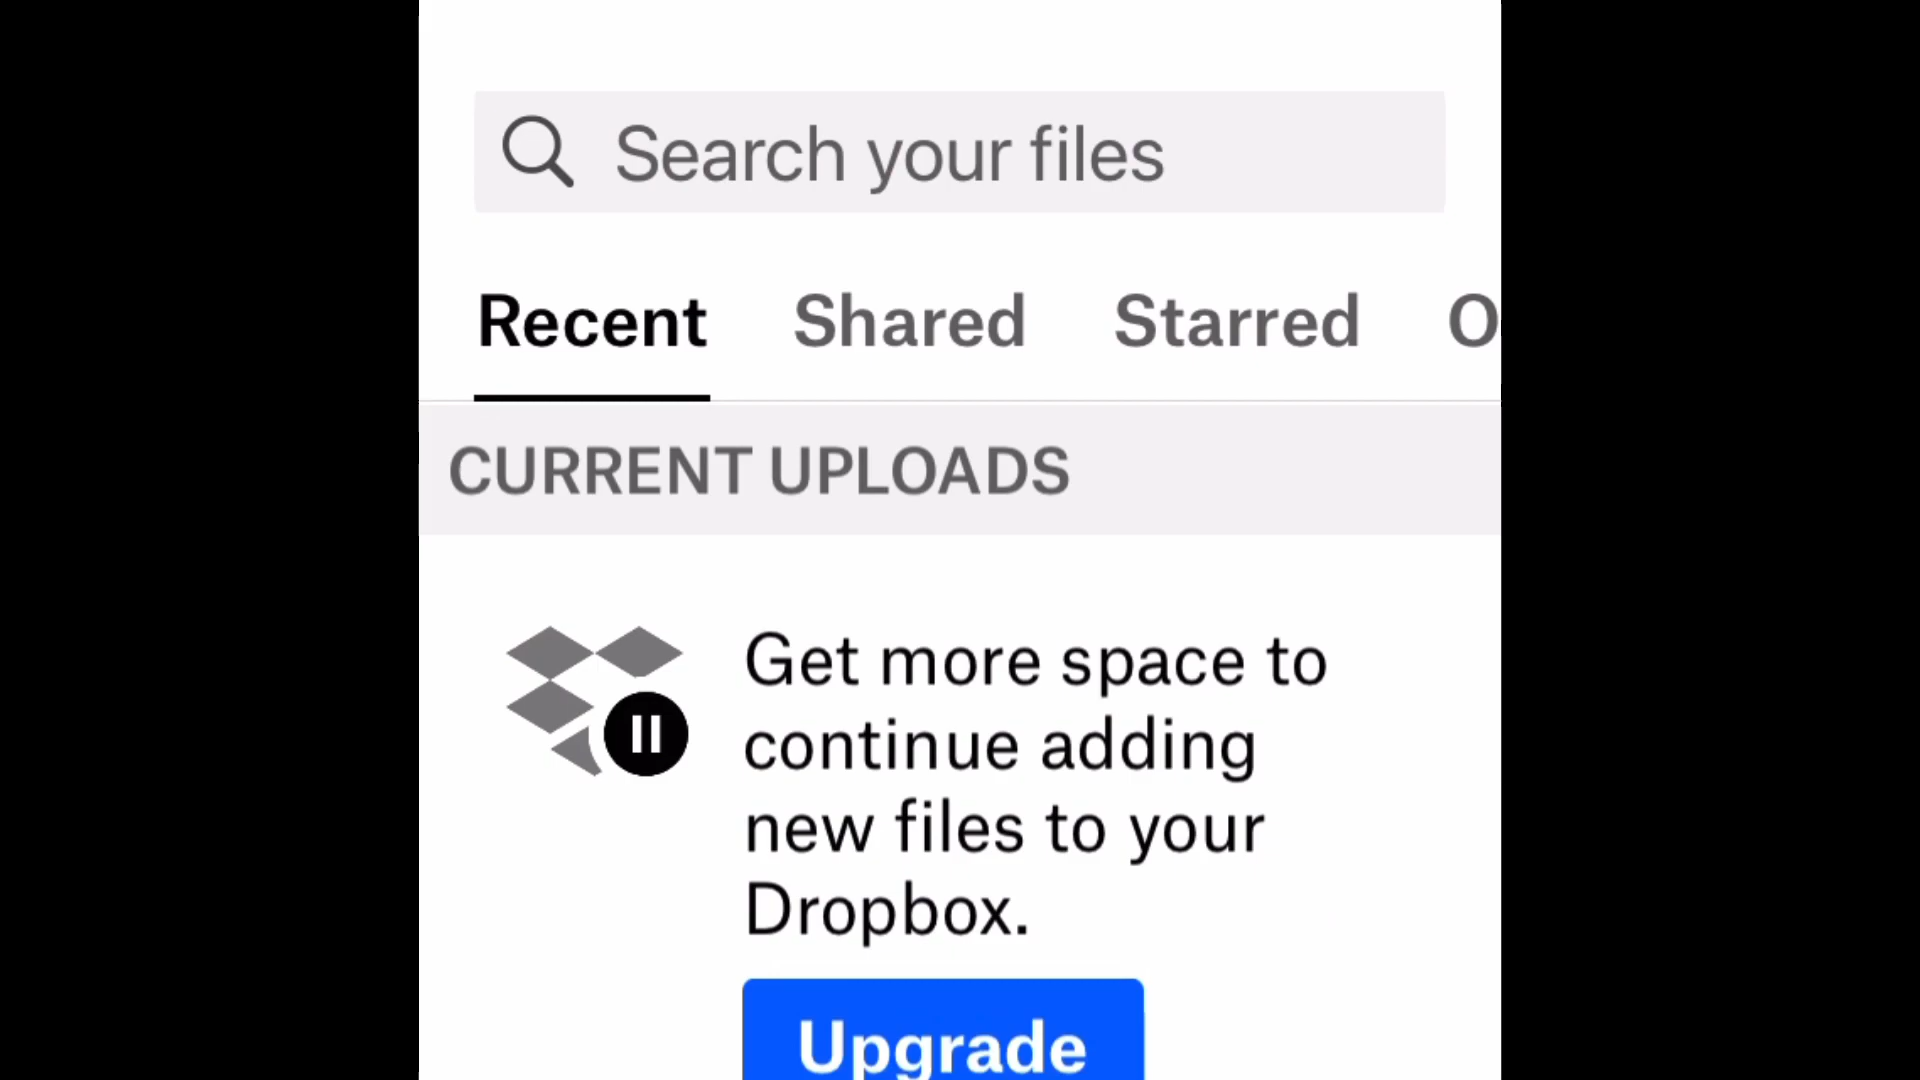 Search your files
Recent Shared Starred O
CURRENT UPLOADS
Get more space to
continue adding
new files to your
Dropbox.
Upgrade